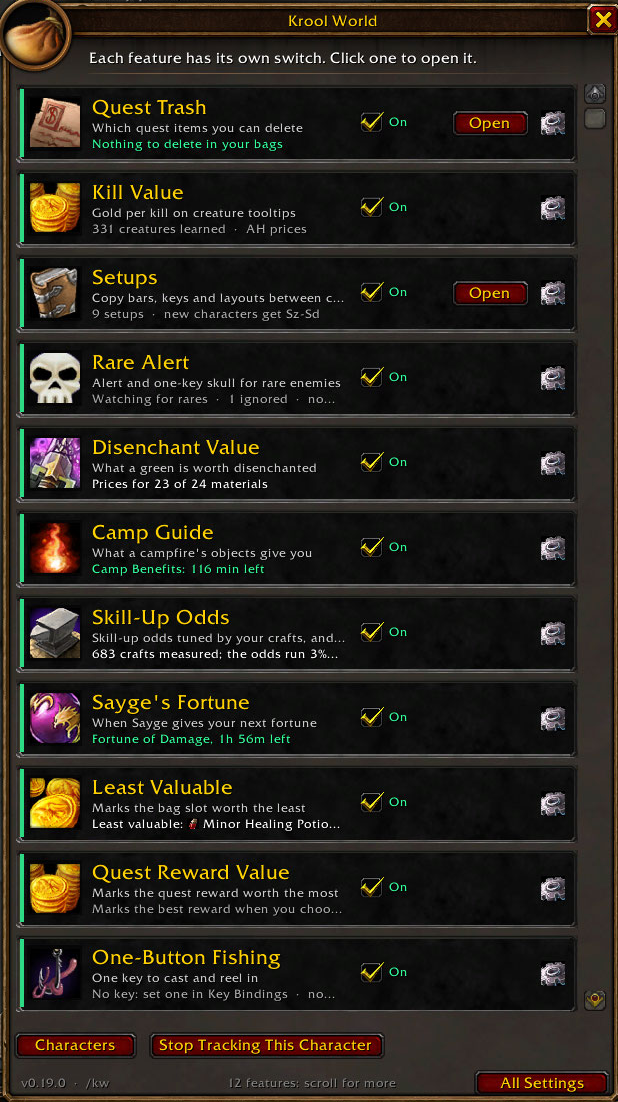 Krool World
Each feature has its own switch. Click one to open it.
Quest Trash
Which quest items you can delete
Nothing to delete in your bags
On
Open
Kill Value
Gold per kill on creature tooltips
331 creatures learned · AH prices
On
Setups
Copy bars, keys and layouts between c...
9 setups · new characters get Sz-Sd
On
Open
Rare Alert
Alert and one-key skull for rare enemies
Watching for rares · 1 ignored · no...
On
Disenchant Value
What a green is worth disenchanted
Prices for 23 of 24 materials
On
Camp Guide
What a campfire's objects give you
Camp Benefits: 116 min left
On
Skill-Up Odds
Skill-up odds tuned by your crafts, and...
683 crafts measured; the odds run 3%...
On
Sayge's Fortune
When Sayge gives your next fortune
Fortune of Damage, 1h 56m left
On
Least Valuable
Marks the bag slot worth the least
Least valuable: Minor Healing Potio...
On
Quest Reward Value
Marks the quest reward worth the most
Marks the best reward when you choo...
On
One-Button Fishing
One key to cast and reel in
No key: set one in Key Bindings · no...
On
Characters
Stop Tracking This Character
v0.19.0 · /kw
12 features: scroll for more
All Settings